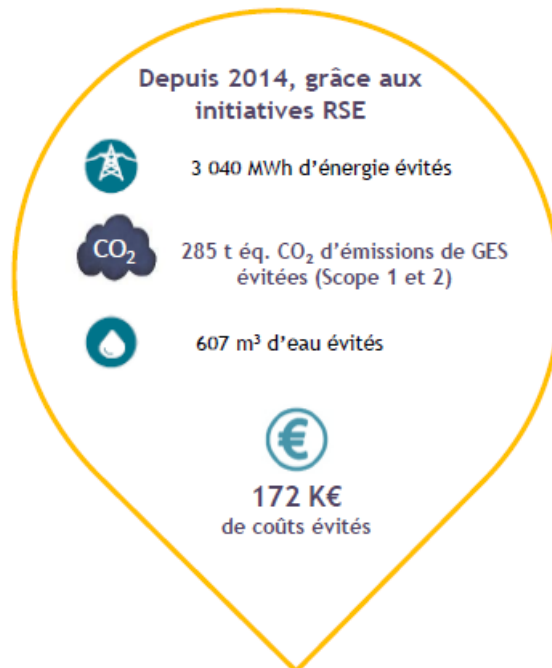 Depuis 2014, grâce aux
initiatives RSE
3 040 MWh d’énergie évités
CO₂
285 t éq. CO₂ d’émissions de GES
évitées (Scope 1 et 2)
607 m³ d’eau évités
€
172 K€
de coûts évités